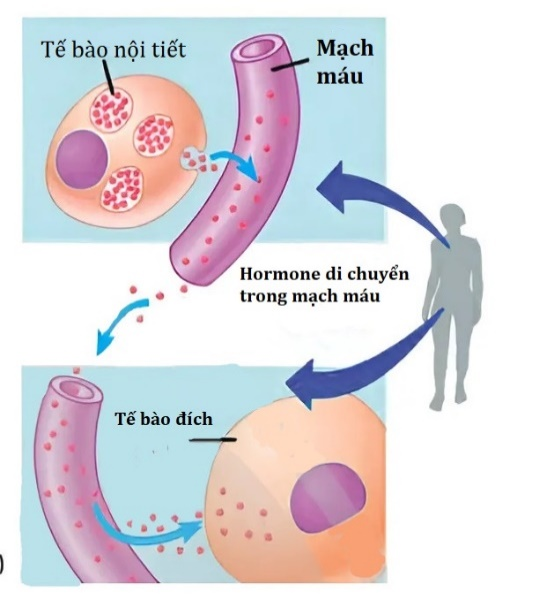 Tế bào nội tiết
Mạch
máu
Hormone di chuyển
trong mạch máu
Tế bào đích
)